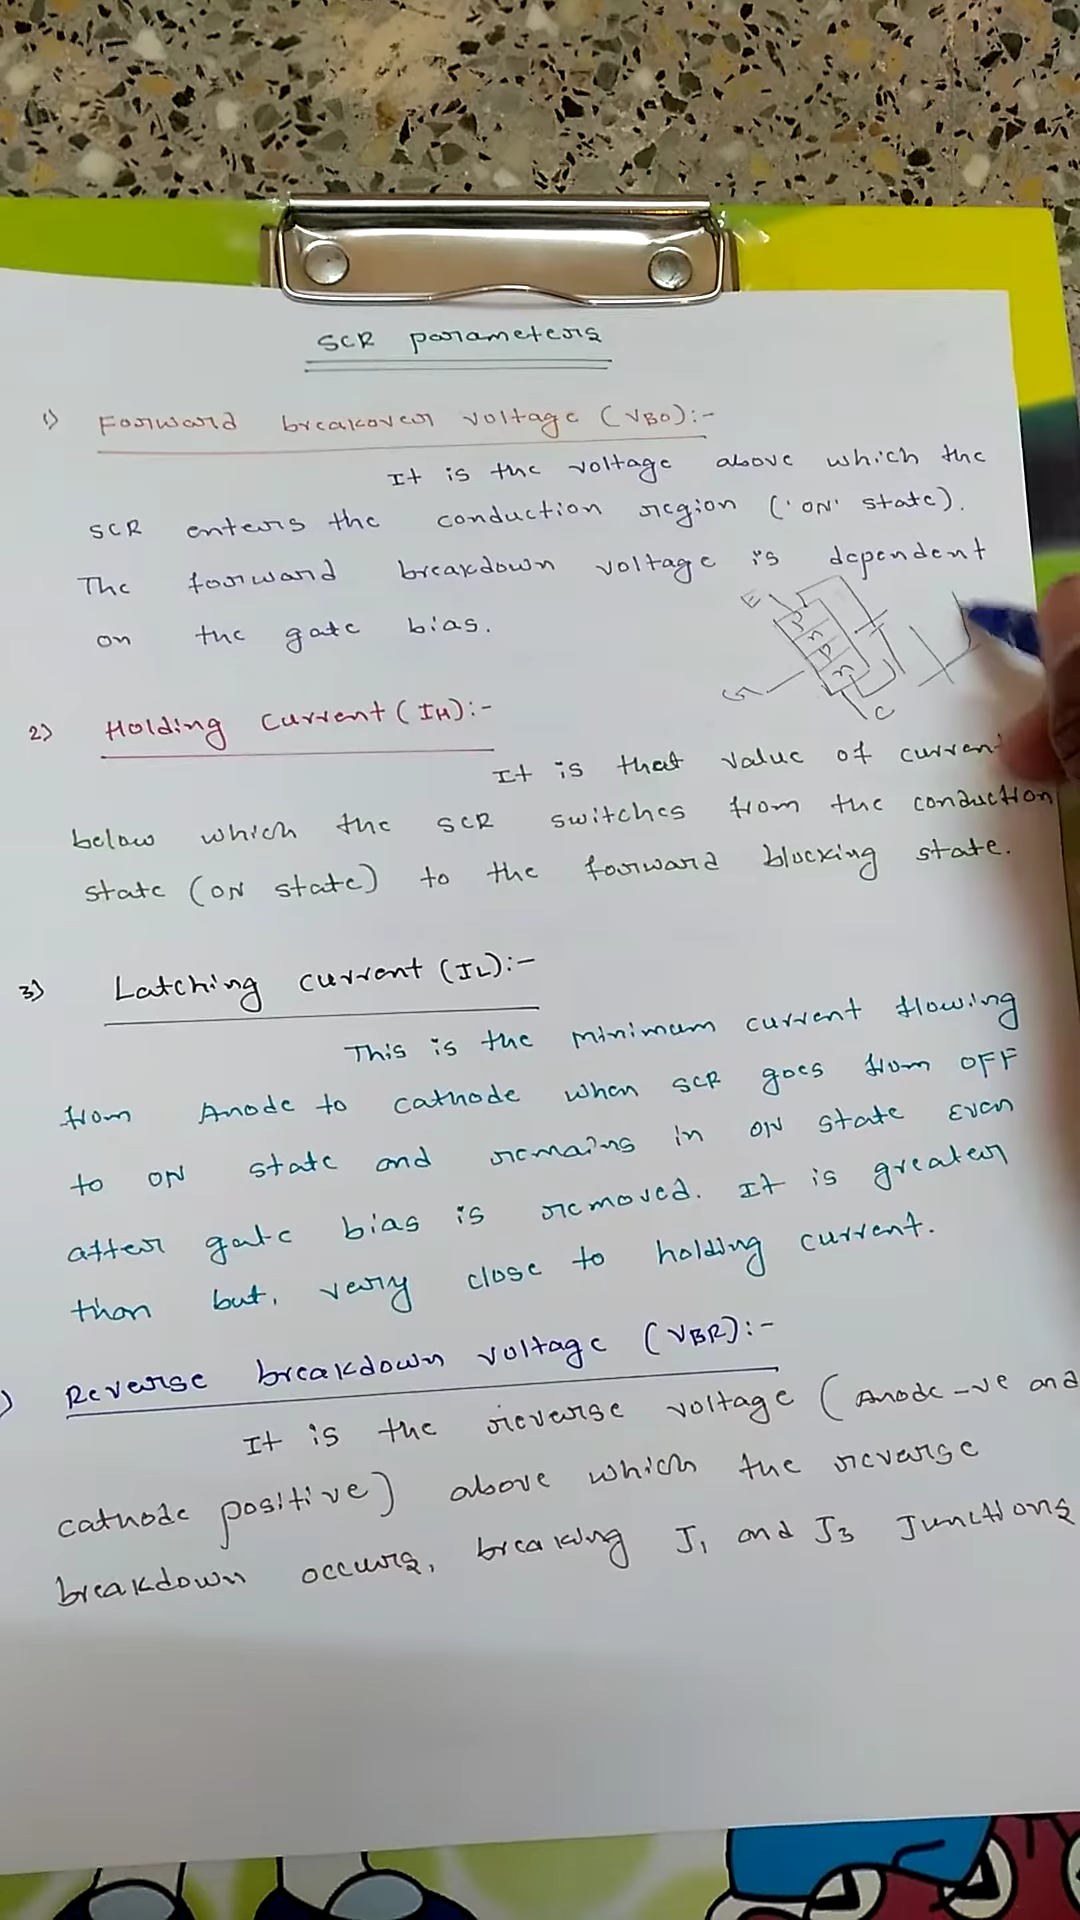 SCR parameters
1) Forward breakover voltage (VBO):-
It is the voltage above which the
SCR enters the conduction region ('ON' state).
The forward breakdown voltage is dependent
on the gate bias.
E
P
n
P
n
G
C
2) Holding current (IH):-
It is that value of current
below which the SCR switches from the conduction
state (ON state) to the forward blocking state.
3) Latching current (IL):-
This is the minimum current flowing
from Anode to cathode when SCR goes from OFF
to ON state and remains in ON state Even
after gate bias is removed. It is greater
than but, very close to holding current.
) Reverse breakdown voltage (VBR):-
It is the reverse voltage (Anode -ve and
cathode positive) above which the reverse
breakdown occurs, breaking J1 and J3 Junctions